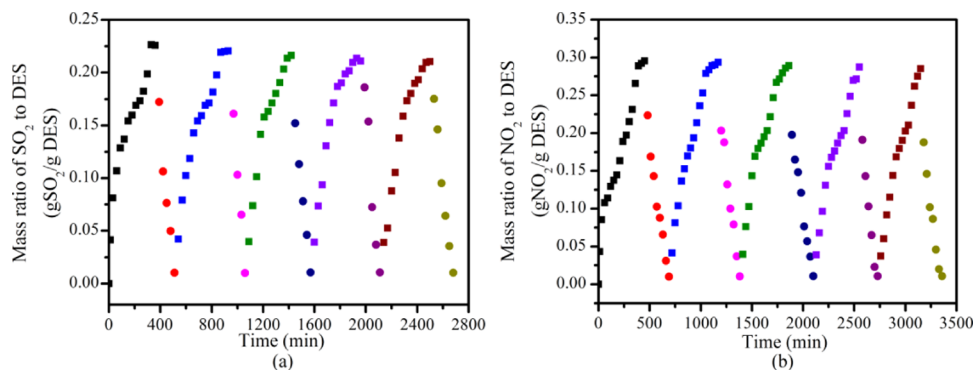 Mass ratio of SO2 to DES
(gSO2/g DES)
0.25
0.20
0.15
0.10
0.05
0.00
0 400 800 1200 1600 2000 2400 2800
Time (min)
(a)
Mass ratio of NO2 to DES
(gNO2/g DES)
0.35
0.30
0.25
0.20
0.15
0.10
0.05
0.00
0 500 1000 1500 2000 2500 3000 3500
Time (min)
(b)